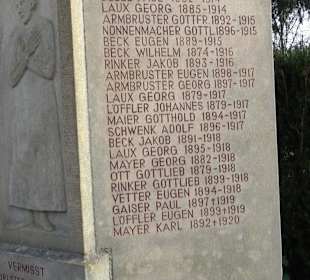 LAUX GEORG 1885-1914
ARMBRUSTER GOTTFR. 1892-1915
NONNENMACHER GOTTL. 1896-1915
BECK EUGEN 1889-1915
BECK WILHELM 1874-1916
RINKER JAKOB 1893-1916
ARMBRUSTER EUGEN 1898-1917
ARMBRUSTER GEORG 1897-1917
LAUX GEORG 1879-1917
LÖFFLER JOHANNES 1879-1917
MAIER GOTTHOLD 1894-1917
SCHWENK ADOLF 1896-1917
BECK JAKOB 1891-1918
LAUX GEORG 1895-1918
MAYER GEORG 1882-1918
OTT GOTTLIEB 1879-1918
RINKER GOTTLIEB 1899-1918
VETTER EUGEN 1894-1918
GAISER PAUL 1897+1919
LÖFFLER EUGEN 1899+1919
MAYER KARL 1892+1920
VERMISST